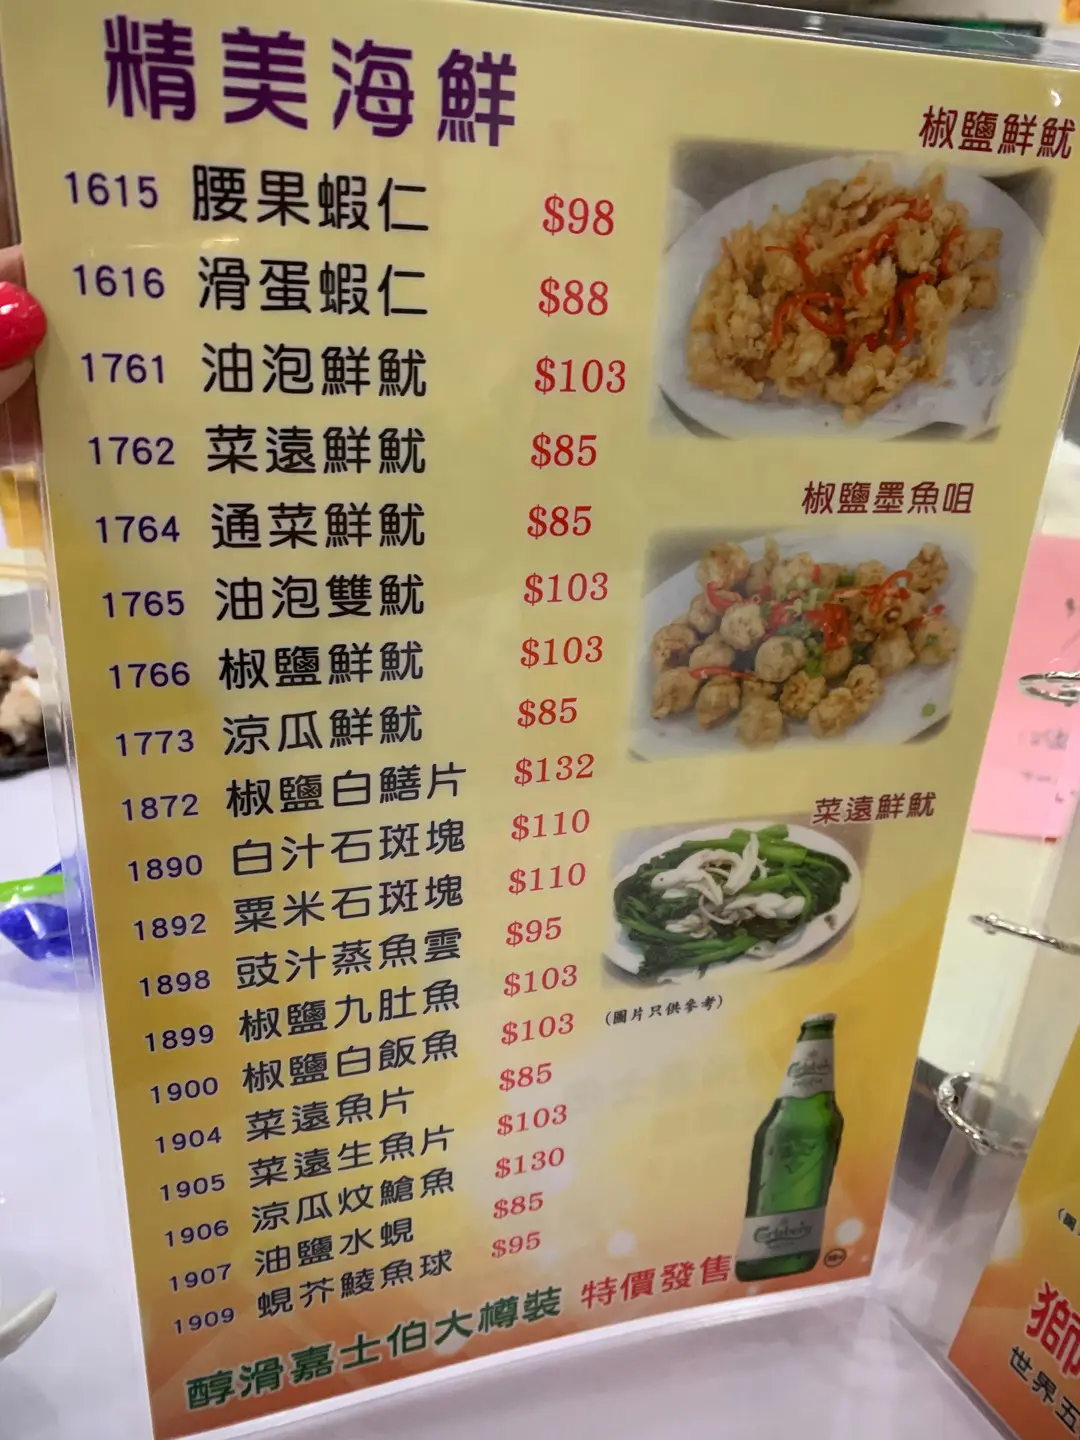 精美海鮮
1615 腰果蝦仁 $98
1616 滑蛋蝦仁 $88
1761 油泡鮮魷 $103
1762 菜遠鮮魷 $85
1764 通菜鮮魷 $85
1765 油泡雙魷 $103
1766 椒鹽鮮魷 $103
1773 涼瓜鮮魷 $85
1872 椒鹽白鱔片 $132
1890 白汁石斑塊 $110
1892 粟米石斑塊 $110
1898 豉汁蒸魚雲 $95
1899 椒鹽九肚魚 $103
1900 椒鹽白飯魚 $103
1904 菜遠魚片 $85
1905 菜遠生魚片 $103
1906 涼瓜炆鯧魚 $130
1907 油鹽水蜆 $85
1909 蜆芥鯪魚球 $95
醇滑嘉士伯大樽裝 特價發售
椒鹽鮮魷
椒鹽墨魚咀
菜遠鮮魷
(圖片只供參考)
Carlsberg
Carlsberg
獅
世界五